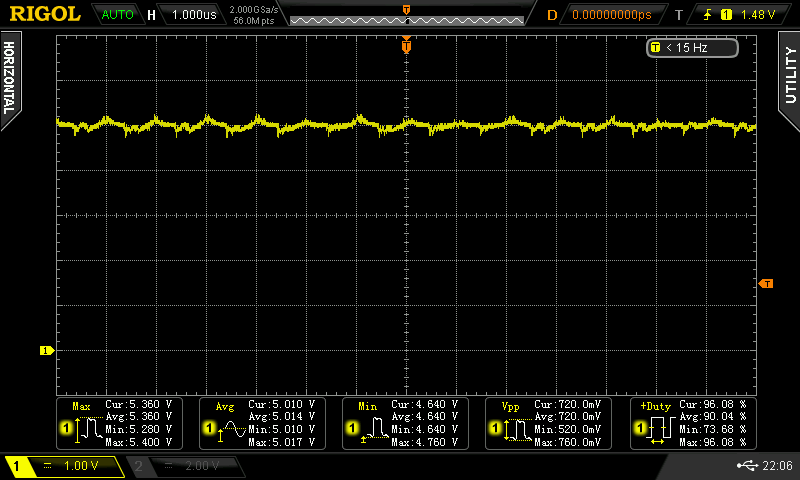 RIGOL AUTO H 1.000us 2.000GSa/s 56.0M pts T D 0.00000000ps T 1 1.48 V
T
T < 15 Hz
HORIZONTAL
UTILITY
T
1
Max Cur:5.360 V
Avg:5.360 V
1 Min:5.280 V
Max:5.400 V
Avg Cur:5.010 V
Avg:5.014 V
1 Min:5.010 V
Max:5.017 V
Min Cur:4.640 V
Avg:4.640 V
1 Min:4.640 V
Max:4.760 V
Vpp Cur:720.0mV
Avg:720.0mV
1 Min:520.0mV
Max:760.0mV
+Duty Cur:96.08 %
Avg:90.04 %
1 Min:73.68 %
Max:96.08 %
1 1.00 V 2 2.00 V 22:06